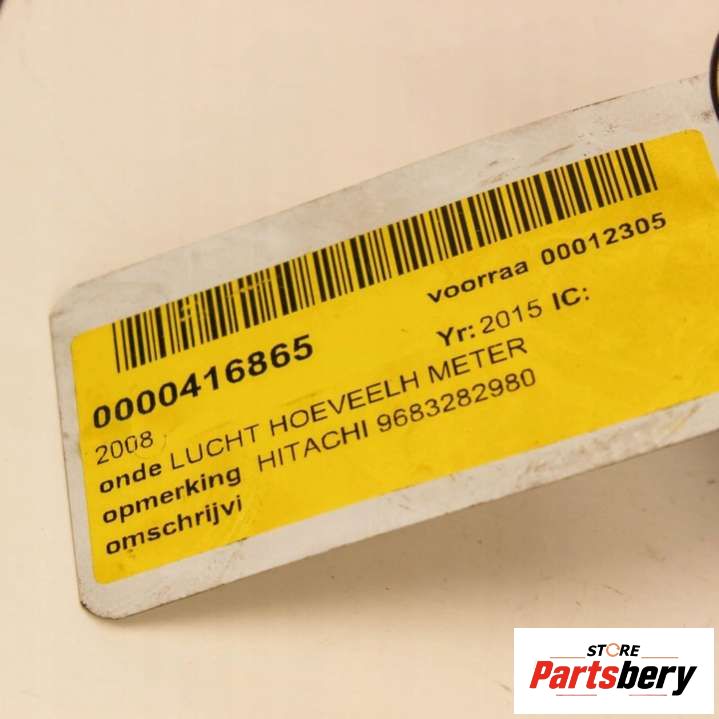 voorraa 00012305
0000416865
Yr: 2015 IC:
2008
onde LUCHT HOEVEELH METER
opmerking HITACHI 9683282980
omschrijvi
STORE
Partsbery